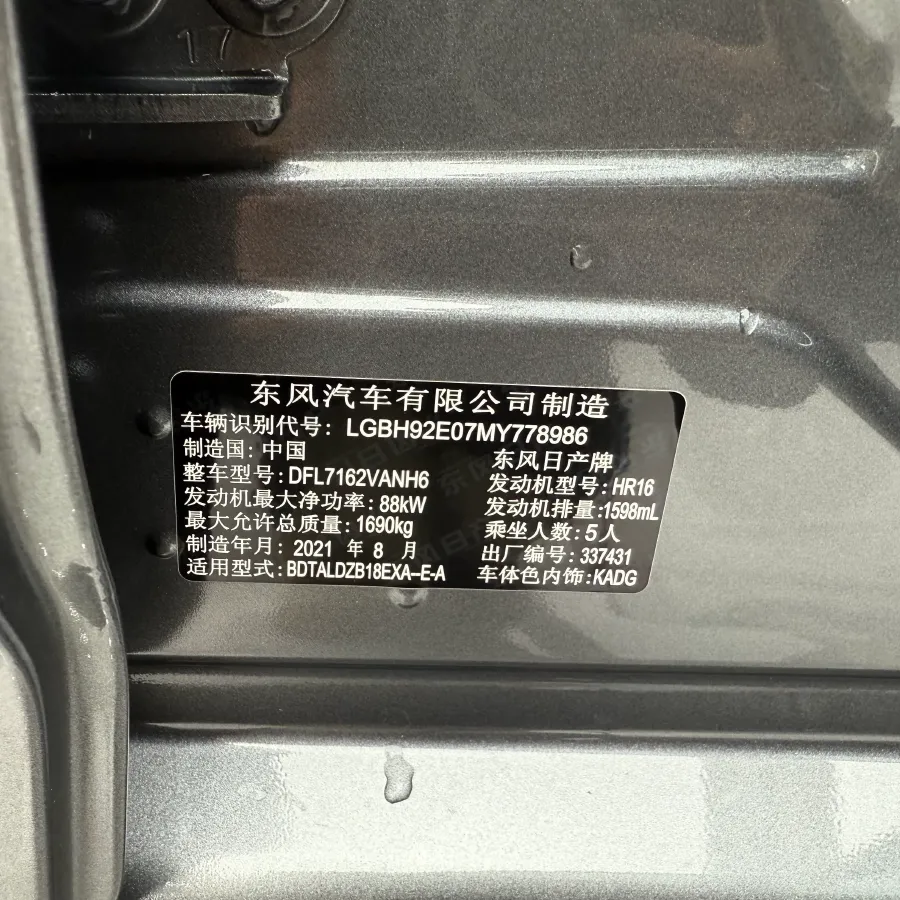 17
东风汽车有限公司制造
车辆识别代号: LGBH92E07MY778986
制造国: 中国 东风日产牌
整车型号: DFL7162VANH6 发动机型号: HR16
发动机最大净功率: 88kW 发动机排量: 1598mL
最大允许总质量: 1690kg 乘坐人数: 5人
制造年月: 2021 年 8 月 出厂编号: 337431
适用型式: BDTALDZB18EXA-E-A 车体色内饰: KADG